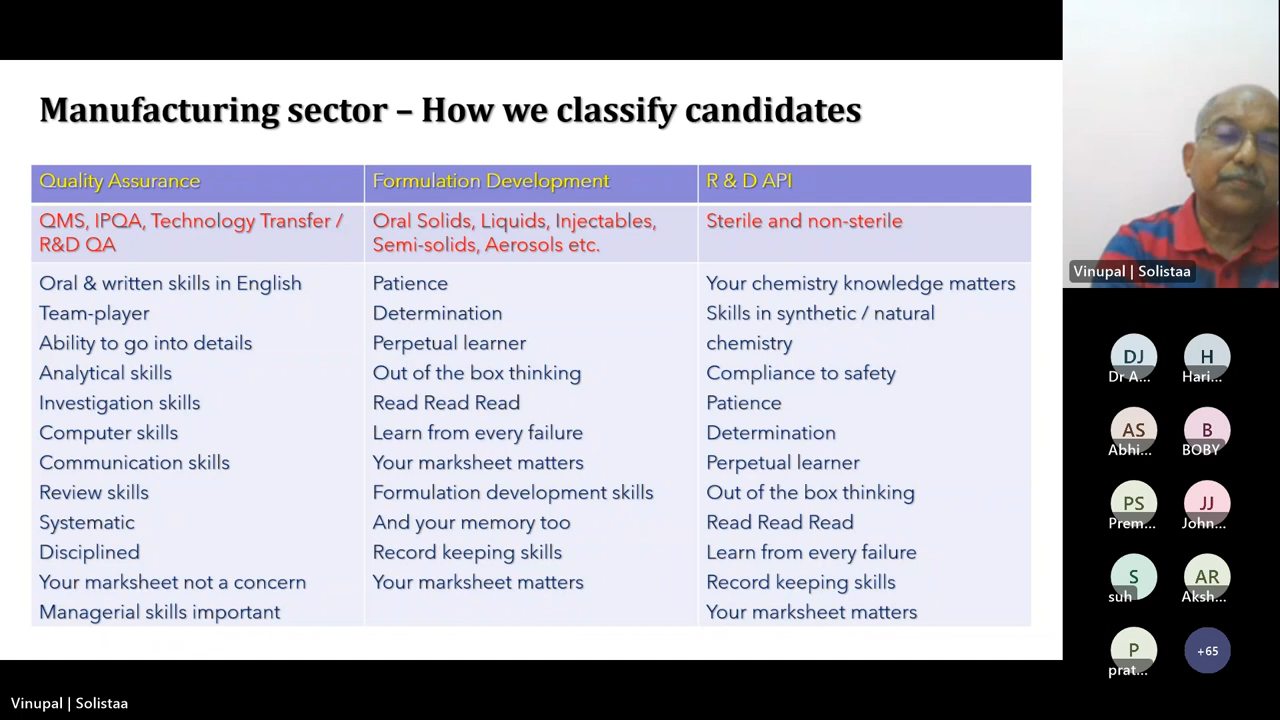 Manufacturing sector – How we classify candidates
Quality Assurance
Formulation Development
R & D API
QMS, IPQA, Technology Transfer /
R&D QA
Oral Solids, Liquids, Injectables,
Semi-solids, Aerosols etc.
Sterile and non-sterile
Oral & written skills in English
Team-player
Ability to go into details
Analytical skills
Investigation skills
Computer skills
Communication skills
Review skills
Systematic
Disciplined
Your marksheet not a concern
Managerial skills important
Patience
Determination
Perpetual learner
Out of the box thinking
Read Read Read
Learn from every failure
Your marksheet matters
Formulation development skills
And your memory too
Record keeping skills
Your marksheet matters
Your chemistry knowledge matters
Skills in synthetic / natural
chemistry
Compliance to safety
Patience
Determination
Perpetual learner
Out of the box thinking
Read Read Read
Learn from every failure
Record keeping skills
Your marksheet matters
Vinupal | Solistaa
DJ
Dr A...
H
Hari...
AS
Abhi...
B
BOBY
PS
Prem...
JJ
John...
S
suh
AR
Aksh...
P
prat...
+65
Vinupal | Solistaa